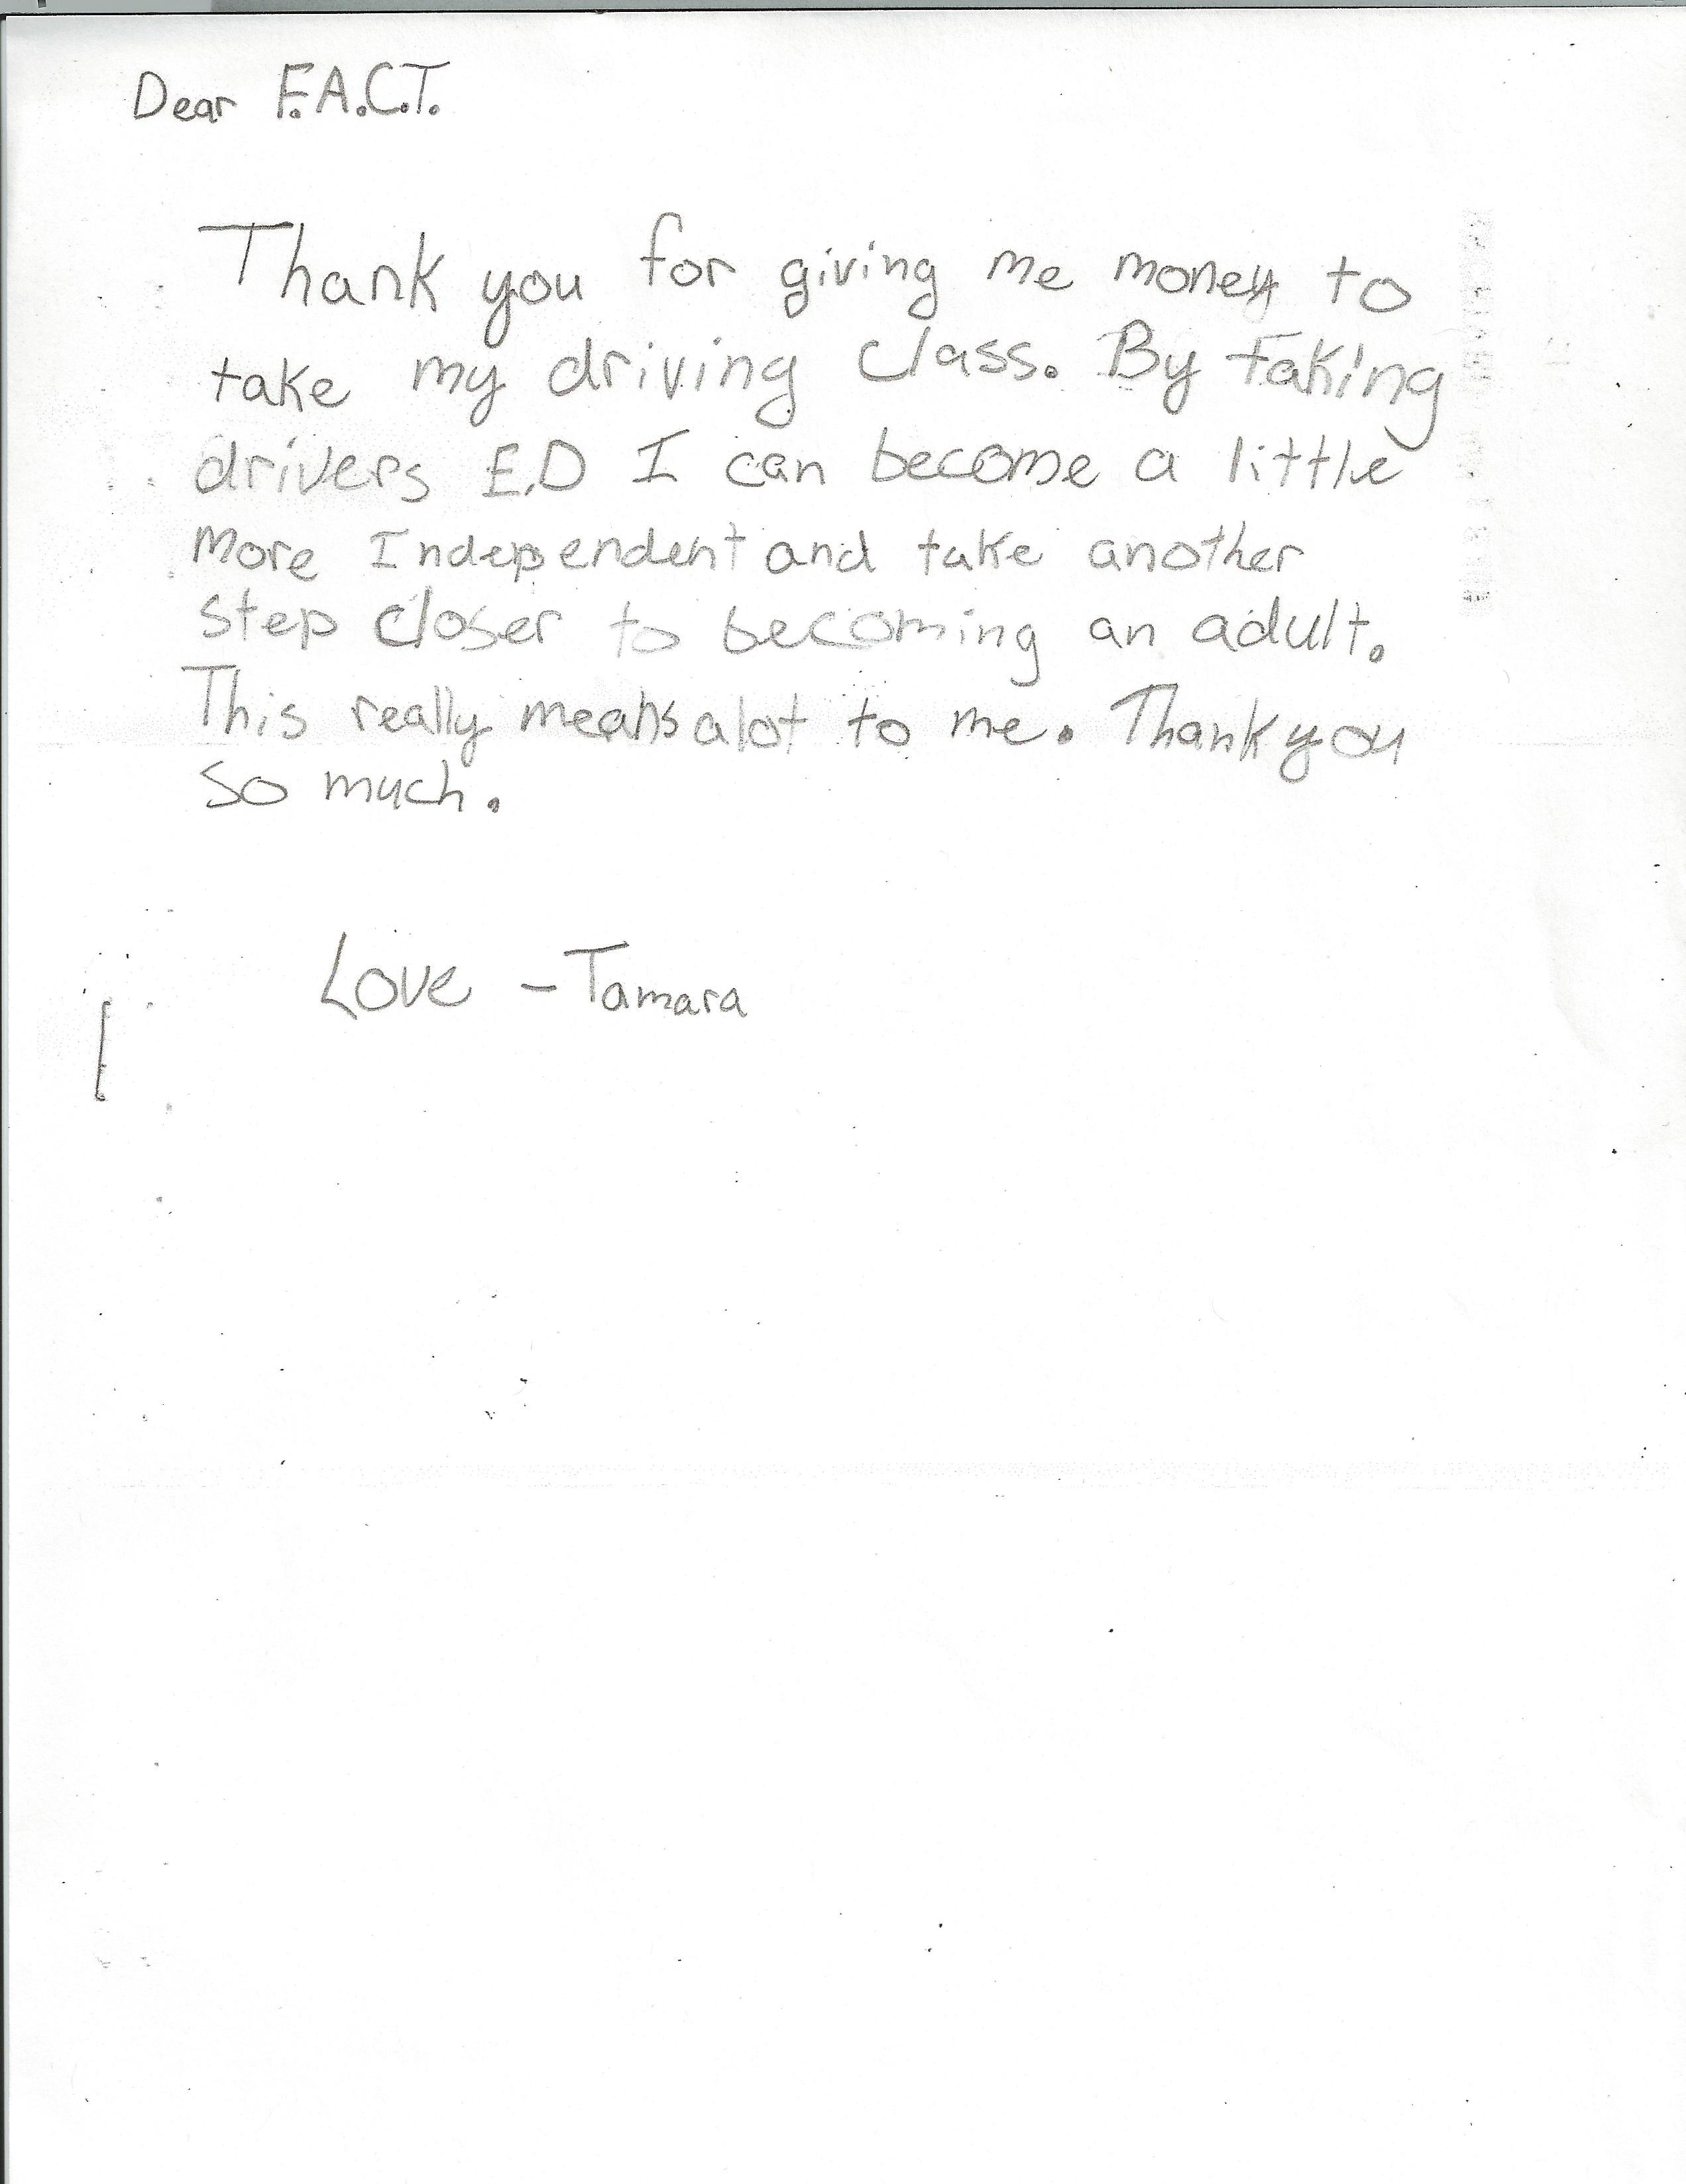 Dear F.A.C.T.
Thank you for giving me money to
take my driving class. By taking
drivers E.D I can become a little
more Independent and take another
step closer to becoming an adult.
This really means alot to me. Thank you
so much.
Love - Tamara